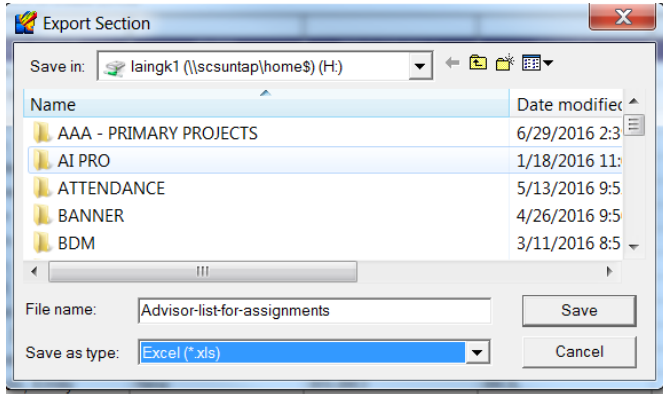 Export Section
Save in: laingk1 (\\scsuntap\home$) (H:)
Name Date modified
AAA - PRIMARY PROJECTS 6/29/2016 2:3
AI PRO 1/18/2016 11:
ATTENDANCE 5/13/2016 9:5
BANNER 4/26/2016 9:5
BDM 3/11/2016 8:5
File name: Advisor-list-for-assignments Save
Save as type: Excel (*.xls) Cancel